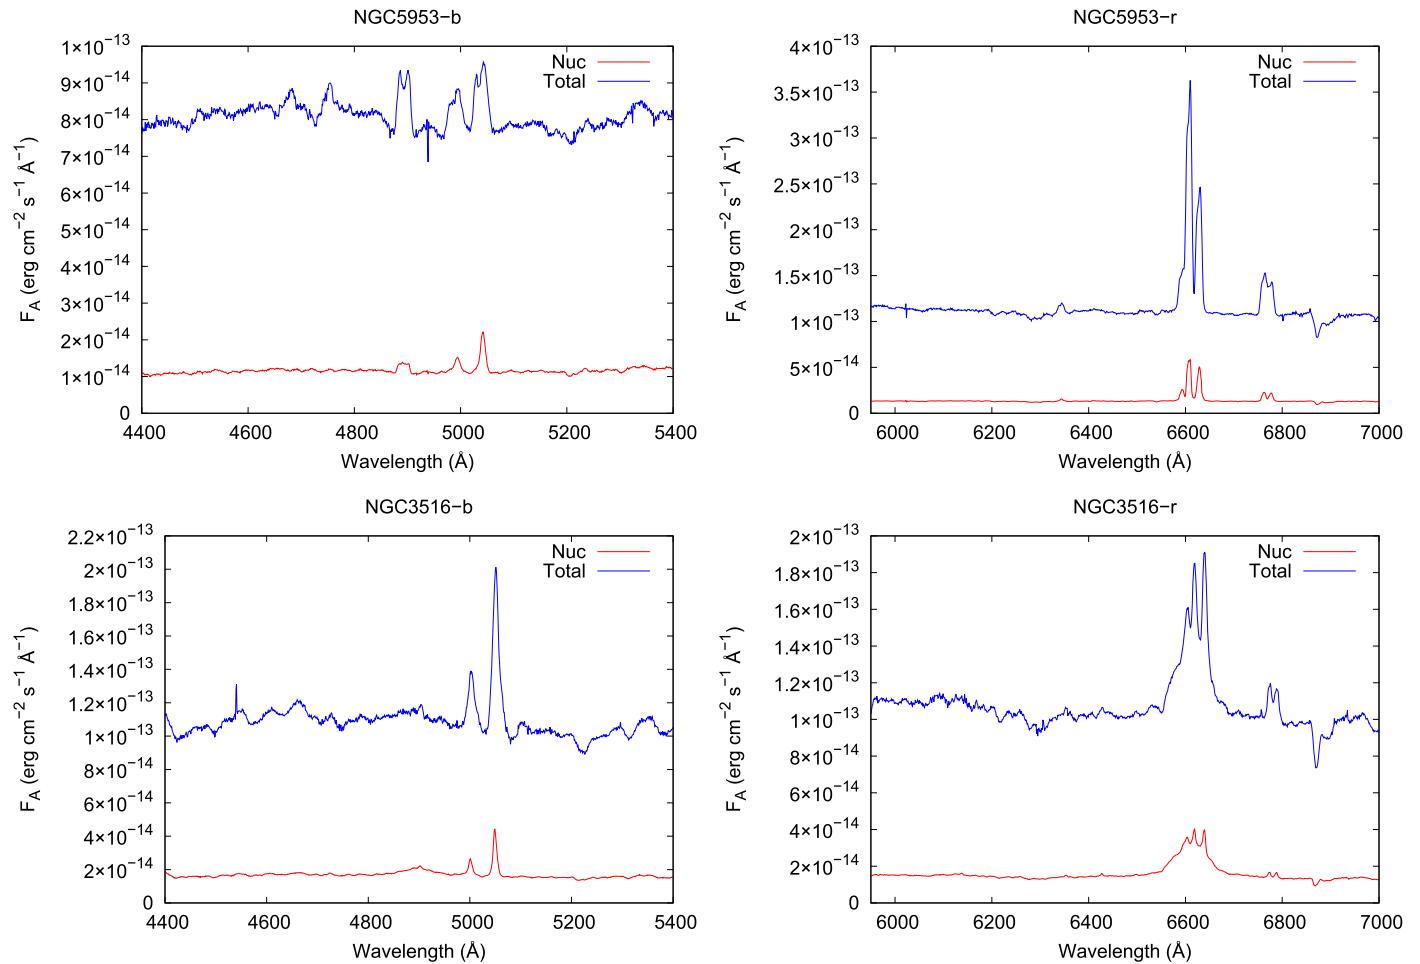 NGC5953−b
1×10−13
9×10−14
8×10−14
7×10−14
6×10−14
5×10−14
4×10−14
3×10−14
2×10−14
1×10−14
0
4400 4600 4800 5000 5200 5400
Wavelength (Å)
FA (erg cm−2 s−1 Å−1)
Nuc
Total
NGC5953−r
4×10−13
3.5×10−13
3×10−13
2.5×10−13
2×10−13
1.5×10−13
1×10−13
5×10−14
0
6000 6200 6400 6600 6800 7000
Wavelength (Å)
FA (erg cm−2 s−1 Å−1)
Nuc
Total
NGC3516−b
2.2×10−13
2×10−13
1.8×10−13
1.6×10−13
1.4×10−13
1.2×10−13
1×10−13
8×10−14
6×10−14
4×10−14
2×10−14
0
4400 4600 4800 5000 5200 5400
Wavelength (Å)
FA (erg cm−2 s−1 Å−1)
Nuc
Total
NGC3516−r
2×10−13
1.8×10−13
1.6×10−13
1.4×10−13
1.2×10−13
1×10−13
8×10−14
6×10−14
4×10−14
2×10−14
0
6000 6200 6400 6600 6800 7000
Wavelength (Å)
FA (erg cm−2 s−1 Å−1)
Nuc
Total